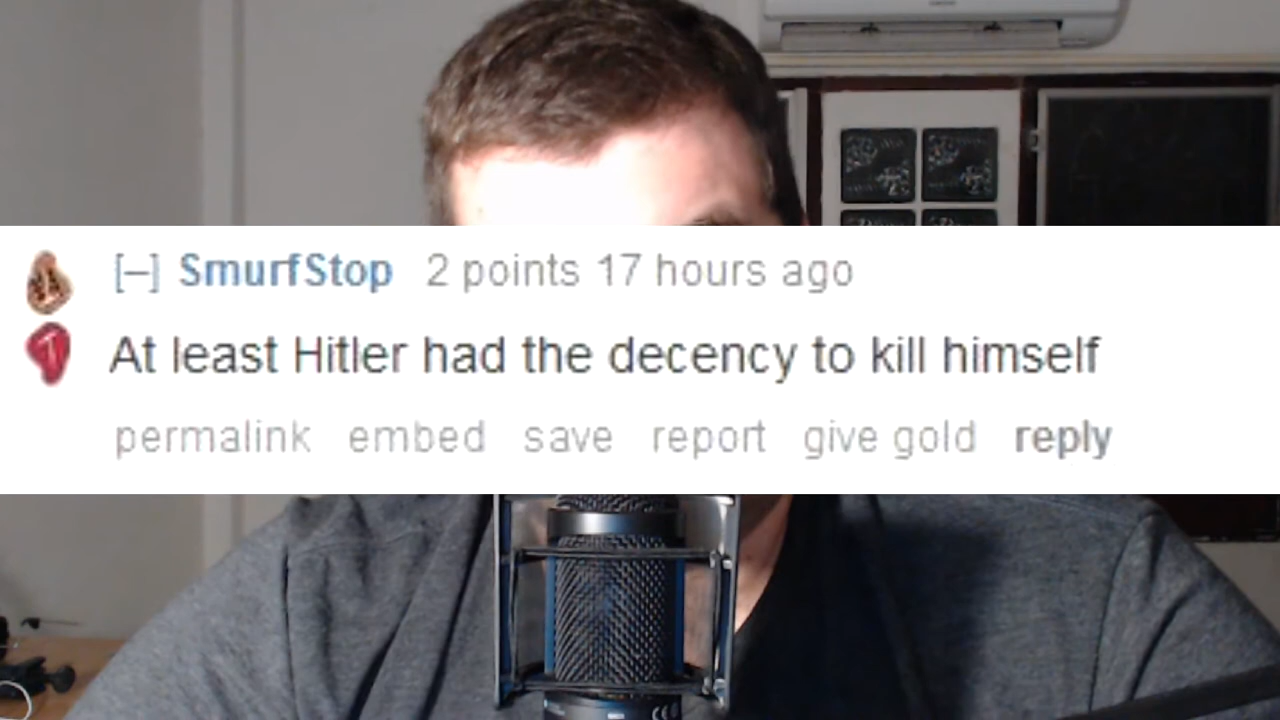 [–] SmurfStop 2 points 17 hours ago
At least Hitler had the decency to kill himself
permalink embed save report give gold reply